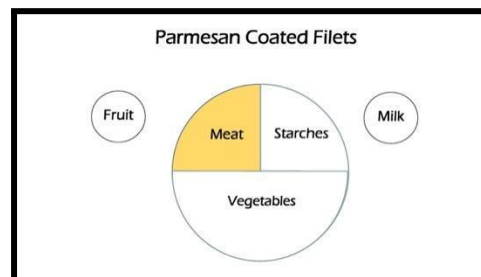 Parmesan Coated Filets
Fruit
Milk
Meat
Starches
Vegetables